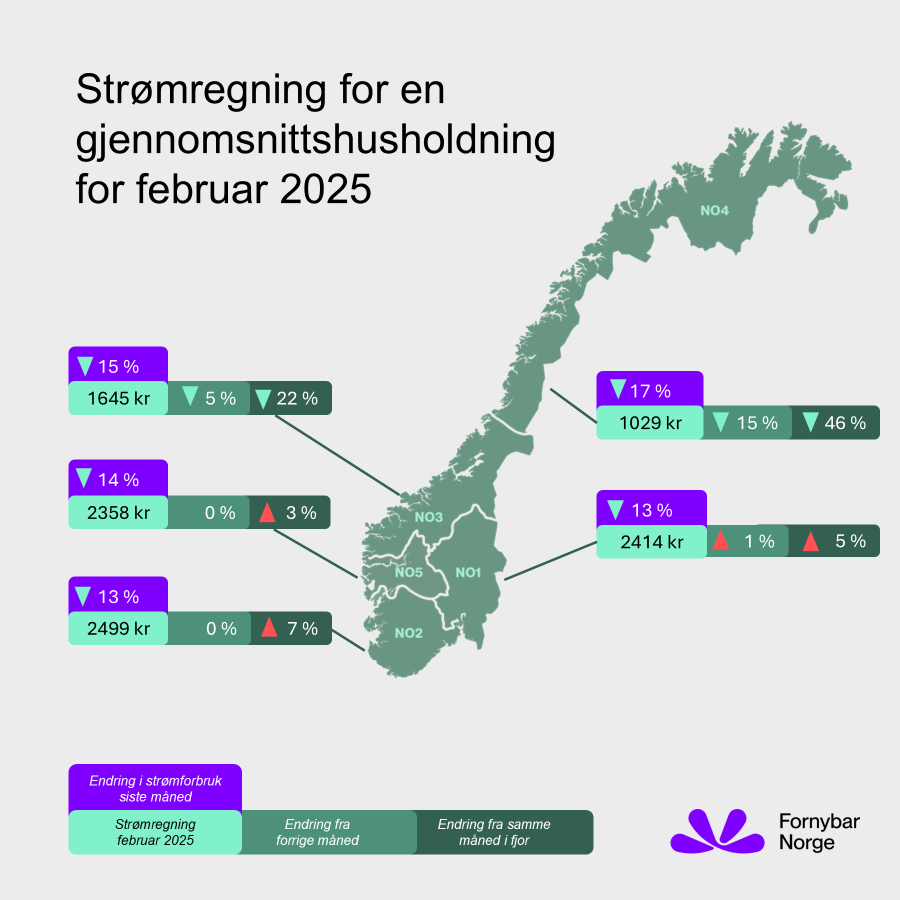 Strømregning for en
gjennomsnittshusholdning
for februar 2025
NO4
15 %
1645 kr 5 % 22 %
17 %
1029 kr 15 % 46 %
14 %
2358 kr 0 % 3 %
13 %
2414 kr 1 % 5 %
NO3
NO5 NO1
13 %
2499 kr 0 % 7 %
NO2
Endring i strømforbruk
siste måned
Strømregning
februar 2025
Endring fra
forrige måned
Endring fra samme
måned i fjor
Fornybar
Norge